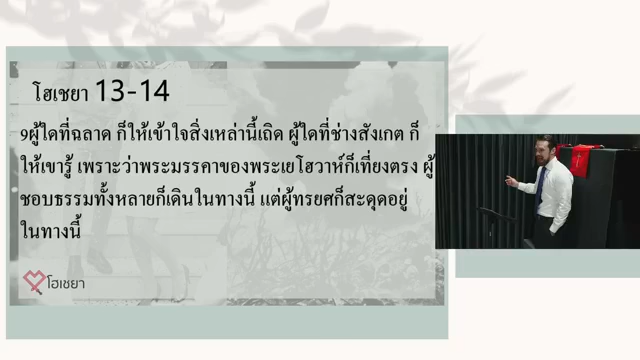 โฮเชยา 13-14
9ผู้ใดที่ฉลาด ก็ให้เข้าใจสิ่งเหล่านี้เถิด ผู้ใดที่ช่างสังเกต ก็
ให้เขารู้ เพราะว่าพระมรรคาของพระเยโฮวาห์ก็เที่ยงตรง ผู้
ชอบธรรมทั้งหลายก็เดินในทางนี้ แต่ผู้ทรยศก็สะดุดอยู่
ในทางนี้
โฮเชยา